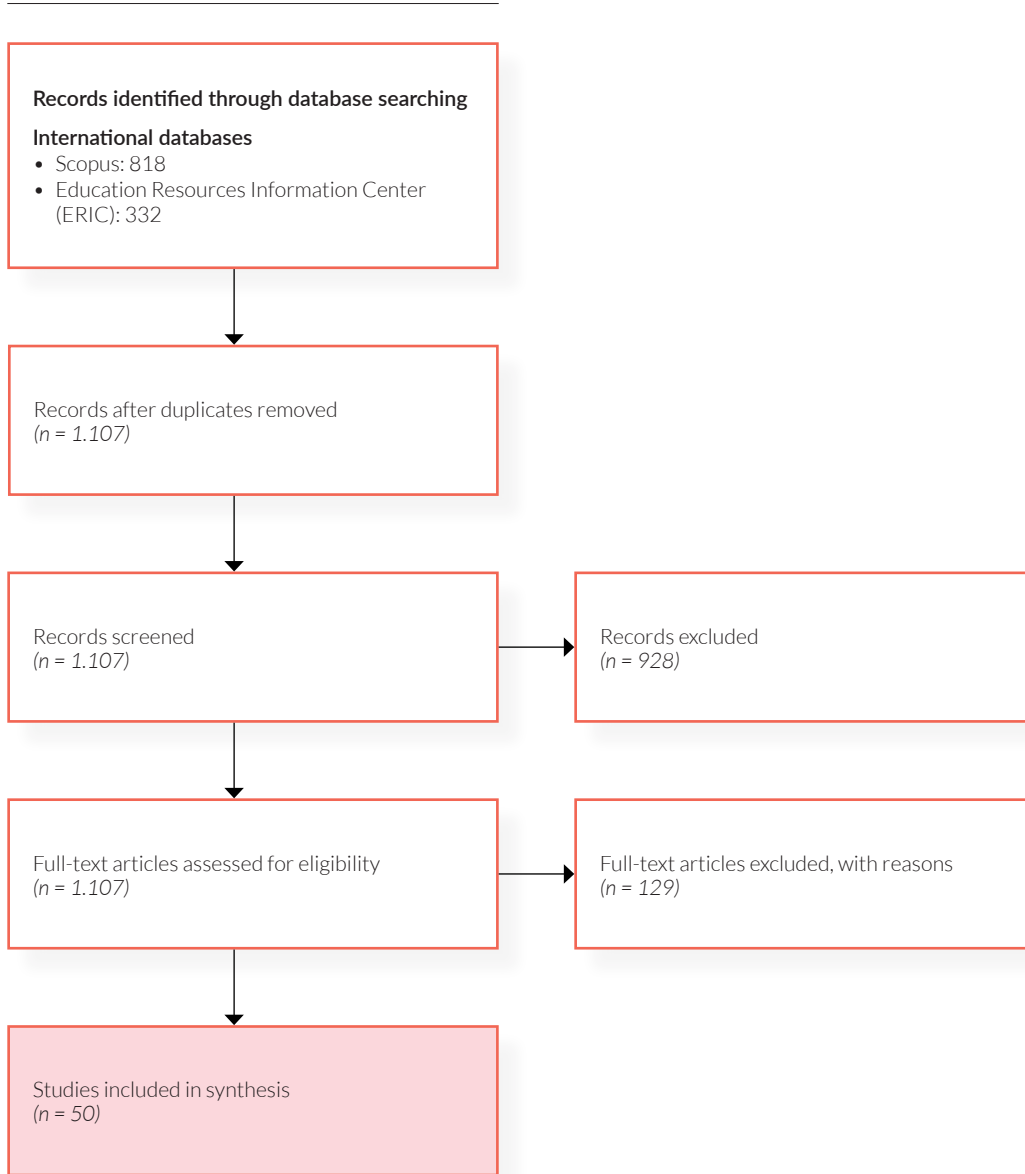 Records identified through database searching
International databases
• Scopus: 818
• Education Resources Information Center
(ERIC): 332
Records after duplicates removed
(n = 1.107)
Records screened
(n = 1.107)
Records excluded
(n = 928)
Full-text articles assessed for eligibility
(n = 1.107)
Full-text articles excluded, with reasons
(n = 129)
Studies included in synthesis
(n = 50)